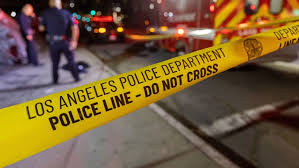 LOS ANGELES POLICE DEPARTMENT
POLICE LINE - DO NOT CROSS